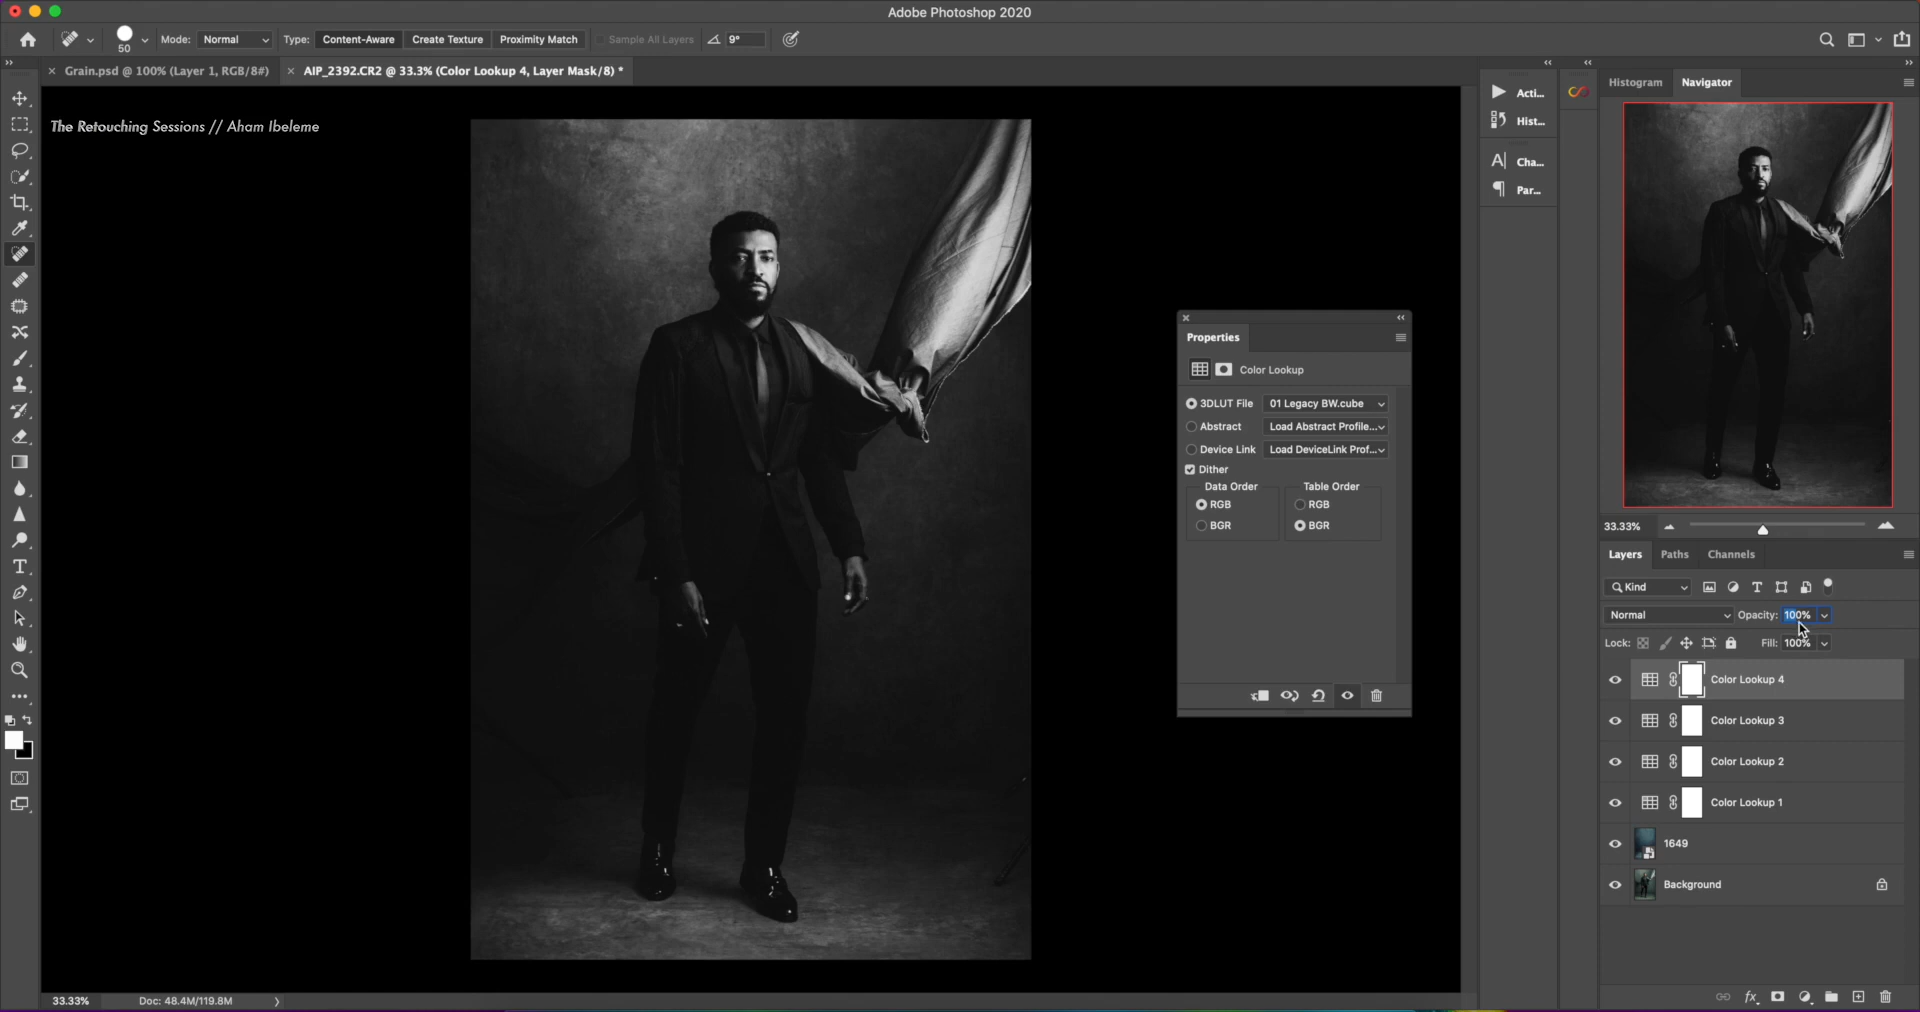 Adobe Photoshop 2020
50
Mode: Normal
Type: Content-Aware Create Texture Proximity Match
Sample All Layers
9°
Grain.psd @ 100% (Layer 1, RGB/8#)
AIP_2392.CR2 @ 33.3% (Color Lookup 4, Layer Mask/8) *
The Retouching Sessions // Aham Ibeleme
Acti...
Hist...
Cha...
Par...
Histogram Navigator
33.33%
Properties
Color Lookup
3DLUT File 01 Legacy BW.cube
Abstract Load Abstract Profile...
Device Link Load DeviceLink Prof...
Dither
Data Order Table Order
RGB RGB
BGR BGR
Layers Paths Channels
Kind
Normal Opacity: 100%
Lock: Fill: 100%
Color Lookup 4
Color Lookup 3
Color Lookup 2
Color Lookup 1
1649
Background
33.33% Doc: 48.4M/119.8M